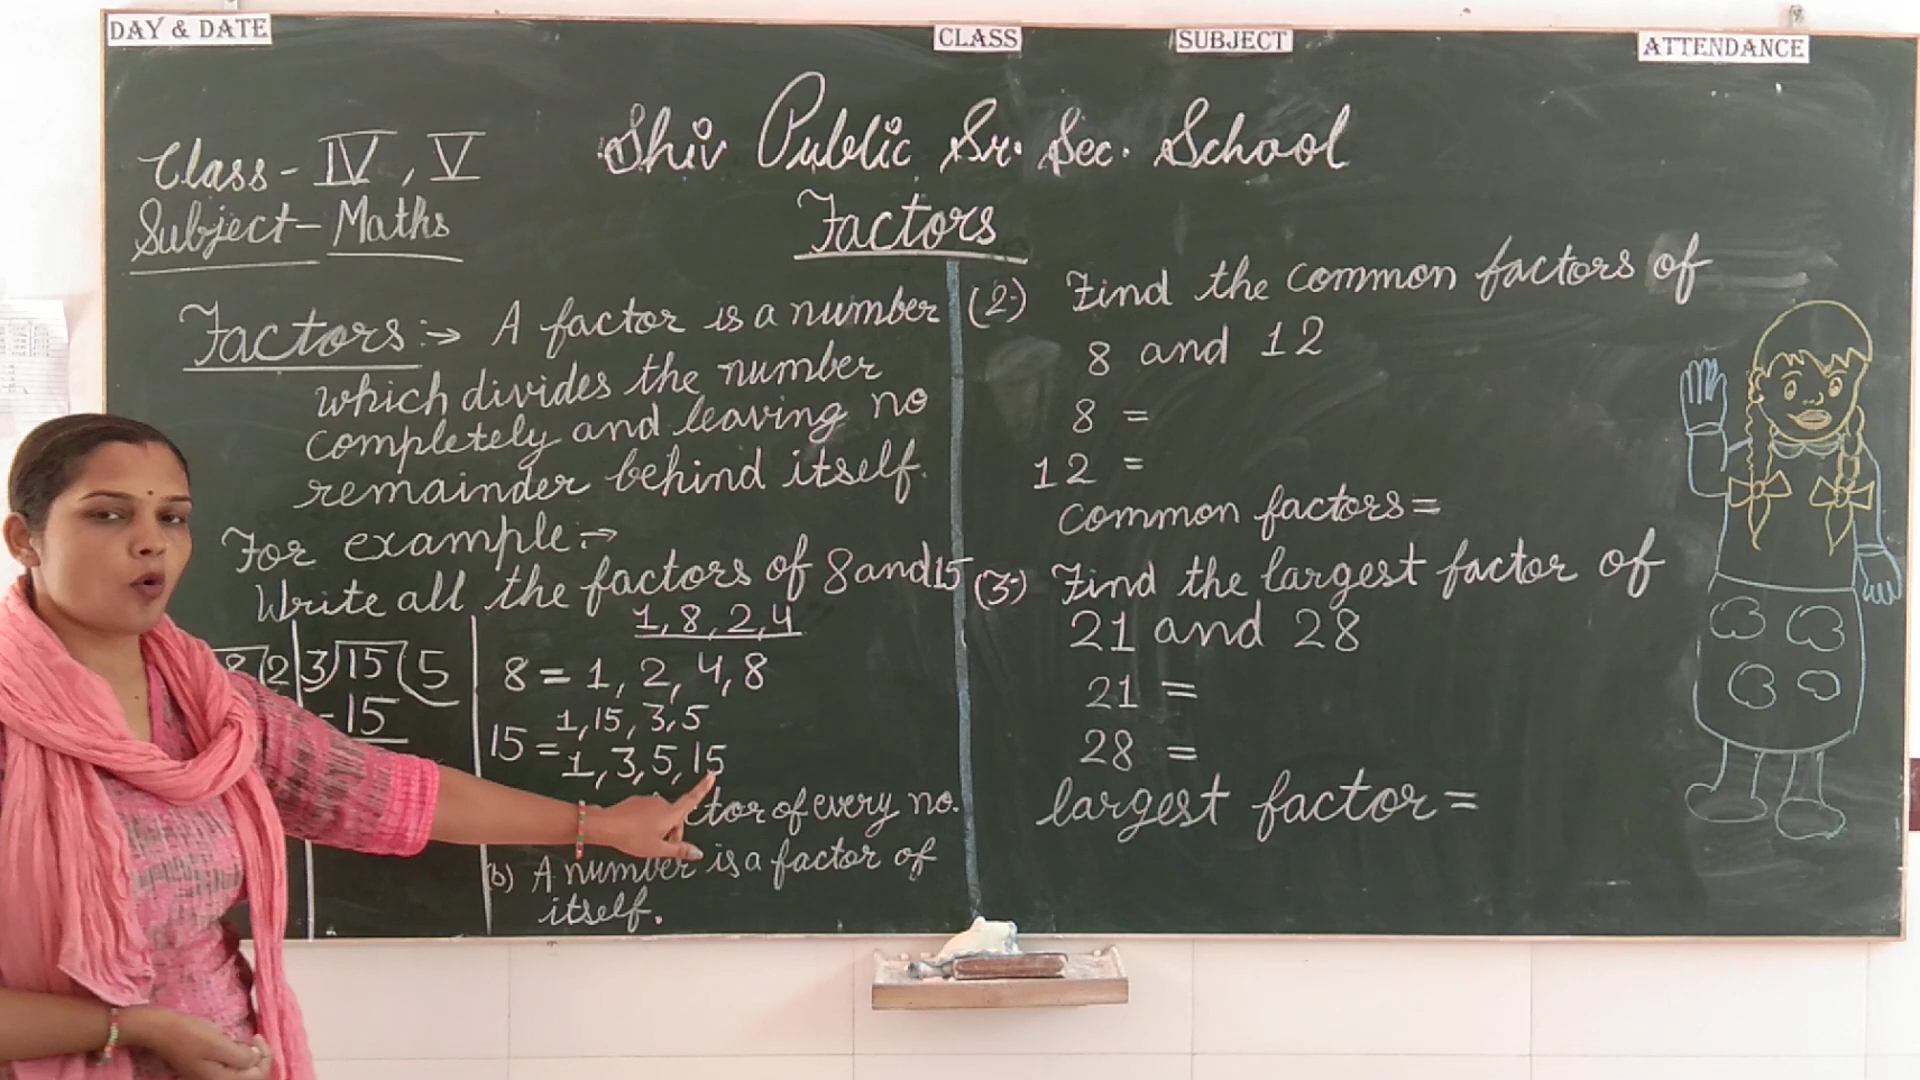 DAY & DATE
CLASS
SUBJECT
ATTENDANCE
Shiv Public Sr. Sec. School
Class - IV, V
Subject - Maths
Factors
Factors :→ A factor is a number
which divides the number
completely and leaving no
remainder behind itself.
For example :→
Write all the factors of 8 and 15
8 2
3 15 5
-15
1, 8, 2, 4
8 = 1, 2, 4, 8
1, 15, 3, 5
15 = 1, 3, 5, 15
of every no.
(b) A number is a factor of
itself.
(2.) Find the common factors of
8 and 12
8 =
12 =
Common factors =
(3.) Find the largest factor of
21 and 28
21 =
28 =
largest factor =